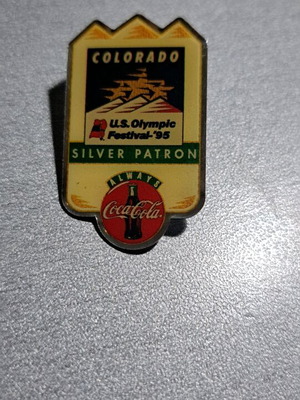 COLORADO
U.S. Olympic
Festival-'95
SILVER PATRON
ALWAYS
Coca-Cola